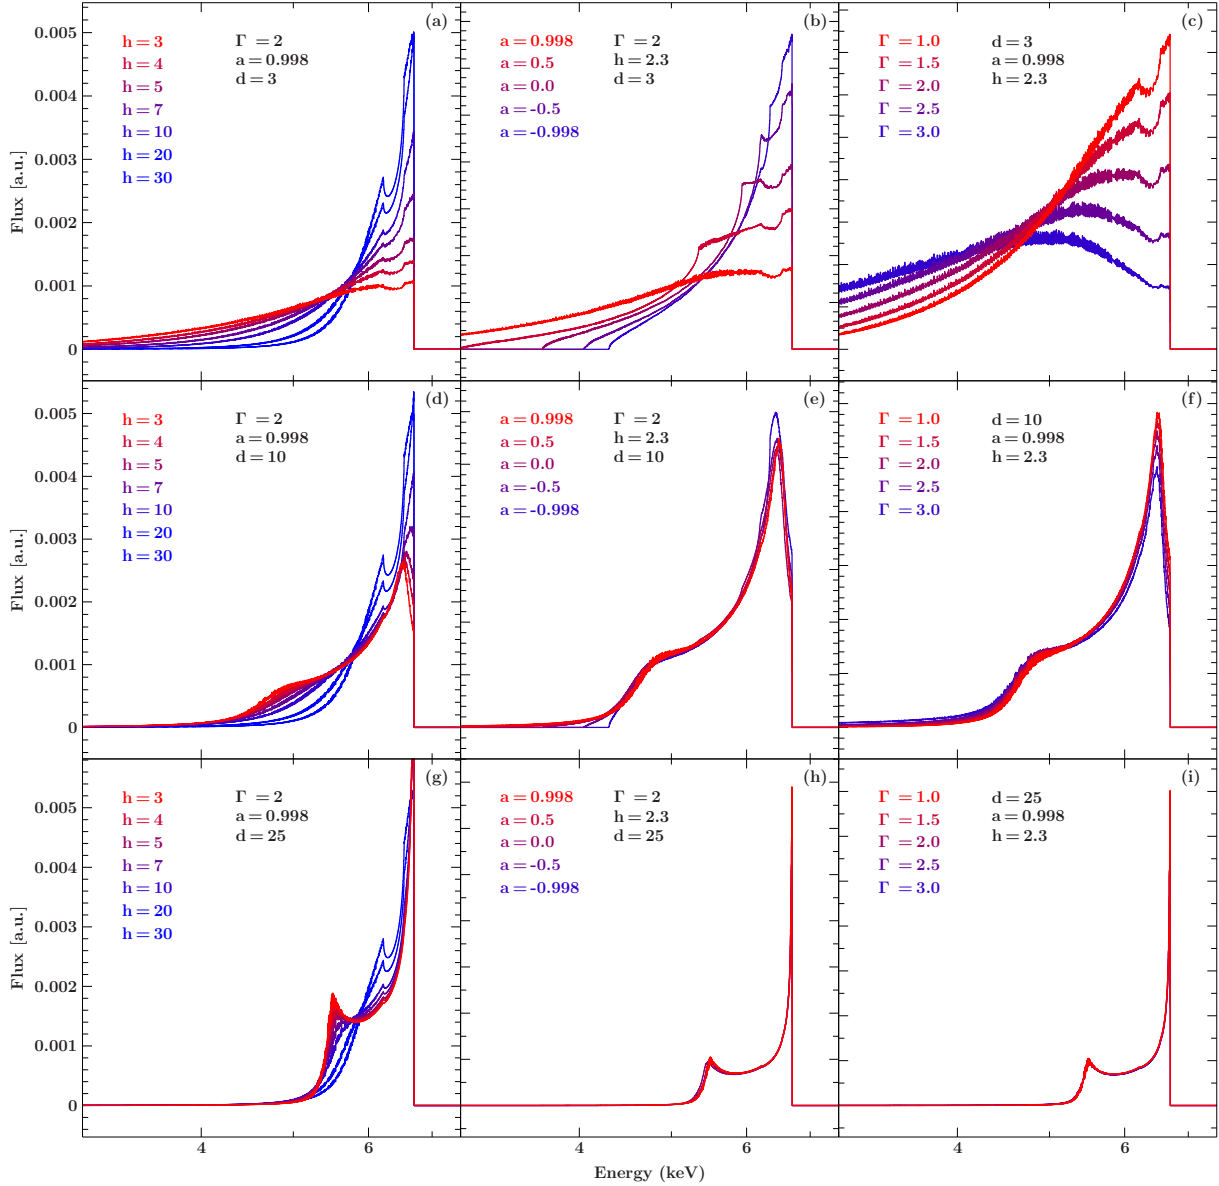 (a)
h = 3
h = 4
h = 5
h = 7
h = 10
h = 20
h = 30
Γ = 2
a = 0.998
d = 3
(b)
a = 0.998
a = 0.5
a = 0.0
a = -0.5
a = -0.998
Γ = 2
h = 2.3
d = 3
(c)
Γ = 1.0
Γ = 1.5
Γ = 2.0
Γ = 2.5
Γ = 3.0
d = 3
a = 0.998
h = 2.3
0.005
0.004
0.003
0.002
0.001
0
Flux [a.u.]
(d)
h = 3
h = 4
h = 5
h = 7
h = 10
h = 20
h = 30
Γ = 2
a = 0.998
d = 10
(e)
a = 0.998
a = 0.5
a = 0.0
a = -0.5
a = -0.998
Γ = 2
h = 2.3
d = 10
(f)
Γ = 1.0
Γ = 1.5
Γ = 2.0
Γ = 2.5
Γ = 3.0
d = 10
a = 0.998
h = 2.3
0.005
0.004
0.003
0.002
0.001
0
Flux [a.u.]
(g)
h = 3
h = 4
h = 5
h = 7
h = 10
h = 20
h = 30
Γ = 2
a = 0.998
d = 25
(h)
a = 0.998
a = 0.5
a = 0.0
a = -0.5
a = -0.998
Γ = 2
h = 2.3
d = 25
(i)
Γ = 1.0
Γ = 1.5
Γ = 2.0
Γ = 2.5
Γ = 3.0
d = 25
a = 0.998
h = 2.3
0.005
0.004
0.003
0.002
0.001
0
Flux [a.u.]
4 6 4 6 4 6
Energy (keV)